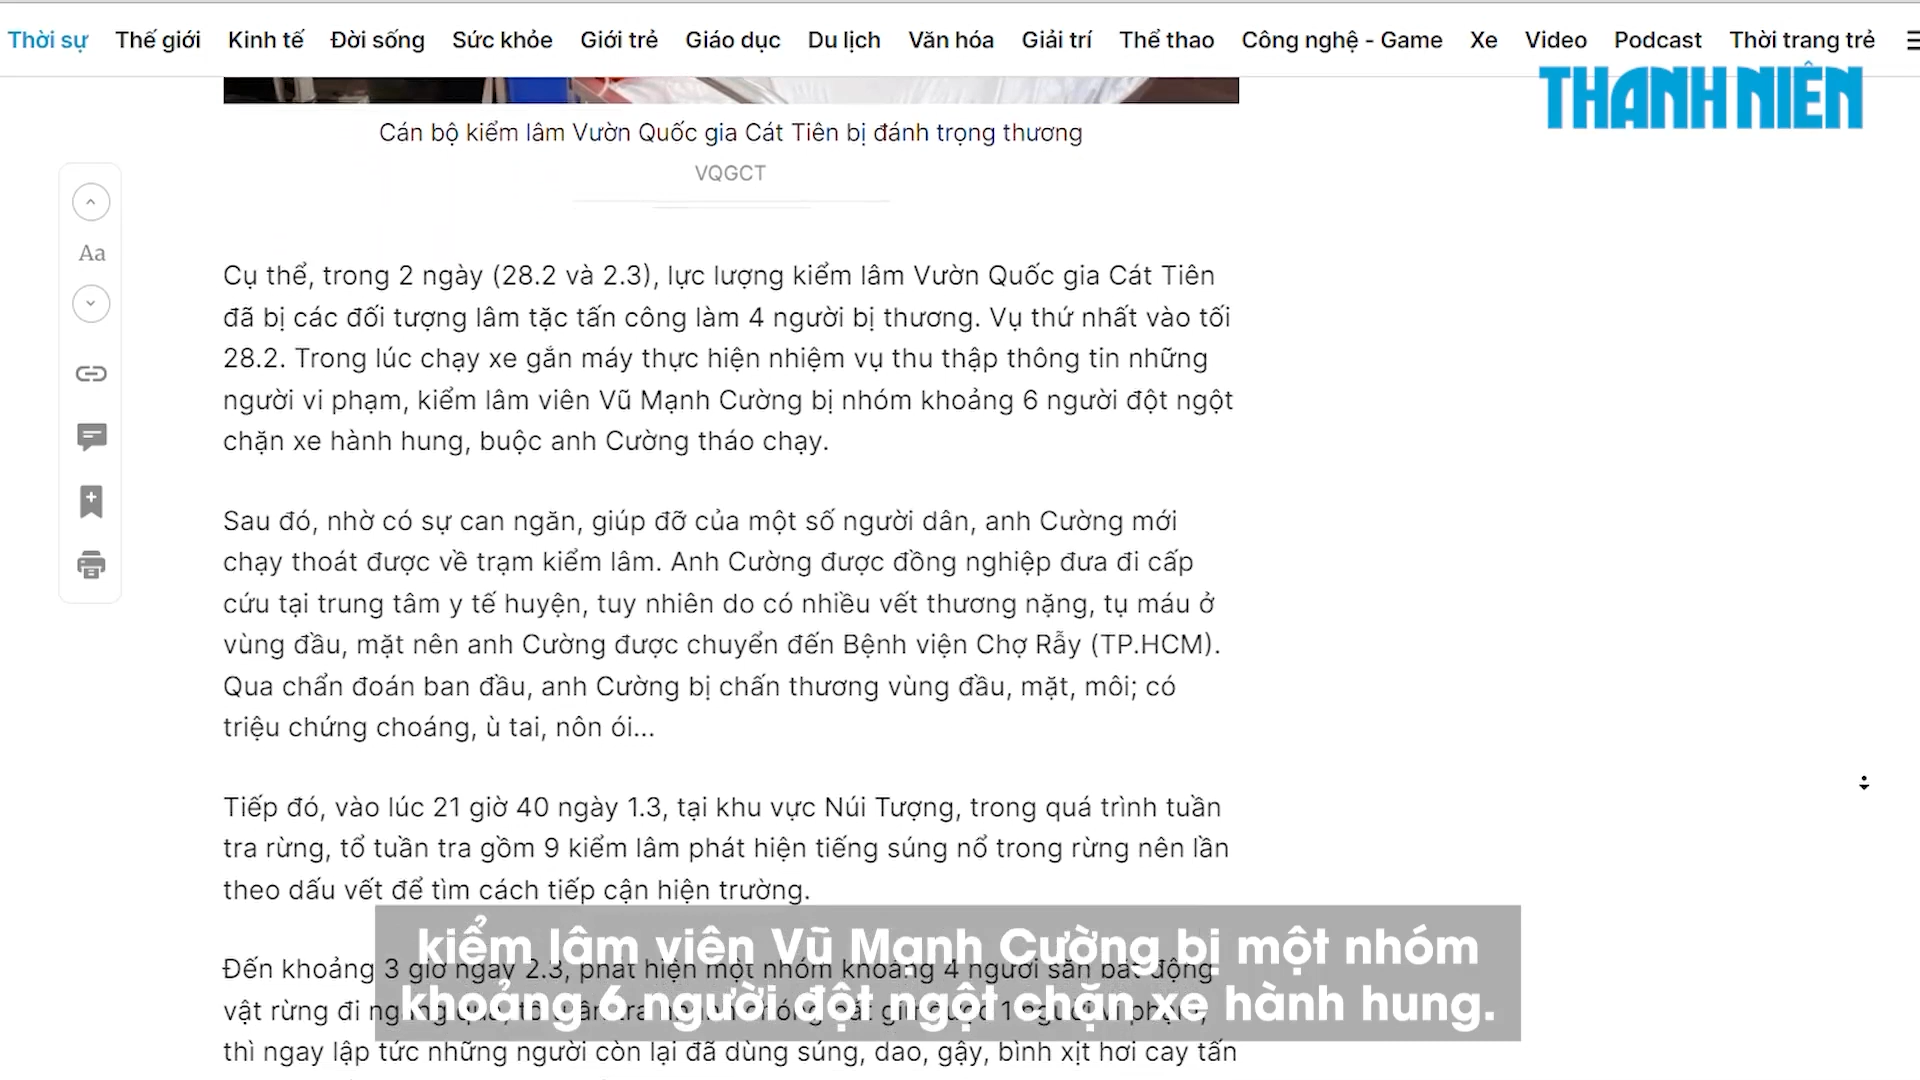 Thời sự Thế giới Kinh tế Đời sống Sức khỏe Giới trẻ Giáo dục Du lịch Văn hóa Giải trí Thể thao Công nghệ - Game Xe Video Podcast Thời trang trẻ
THANH NIÊN
Cán bộ kiểm lâm Vườn Quốc gia Cát Tiên bị đánh trọng thương
VQGCT
Aa
Cụ thể, trong 2 ngày (28.2 và 2.3), lực lượng kiểm lâm Vườn Quốc gia Cát Tiên
đã bị các đối tượng lâm tặc tấn công làm 4 người bị thương. Vụ thứ nhất vào tối
28.2. Trong lúc chạy xe gắn máy thực hiện nhiệm vụ thu thập thông tin những
người vi phạm, kiểm lâm viên Vũ Mạnh Cường bị nhóm khoảng 6 người đột ngột
chặn xe hành hung, buộc anh Cường tháo chạy.
Sau đó, nhờ có sự can ngăn, giúp đỡ của một số người dân, anh Cường mới
chạy thoát được về trạm kiểm lâm. Anh Cường được đồng nghiệp đưa đi cấp
cứu tại trung tâm y tế huyện, tuy nhiên do có nhiều vết thương nặng, tụ máu ở
vùng đầu, mặt nên anh Cường được chuyển đến Bệnh viện Chợ Rẫy (TP.HCM).
Qua chẩn đoán ban đầu, anh Cường bị chấn thương vùng đầu, mặt, môi; có
triệu chứng choáng, ù tai, nôn ói...
Tiếp đó, vào lúc 21 giờ 40 ngày 1.3, tại khu vực Núi Tượng, trong quá trình tuần
tra rừng, tổ tuần tra gồm 9 kiểm lâm phát hiện tiếng súng nổ trong rừng nên lần
theo dấu vết để tìm cách tiếp cận hiện trường.
Đến khoảng 3 giờ ngày 2.3, phát hiện một nhóm khoảng 4 người săn bắt động
vật rừng đi ngang qua, tổ tuần tra 1 người vi phạm,
thì ngay lập tức những người còn lại đã dùng súng, dao, gậy, bình xịt hơi cay tấn
kiểm lâm viên Vũ Mạnh Cường bị một nhóm
khoảng 6 người đột ngột chặn xe hành hung.